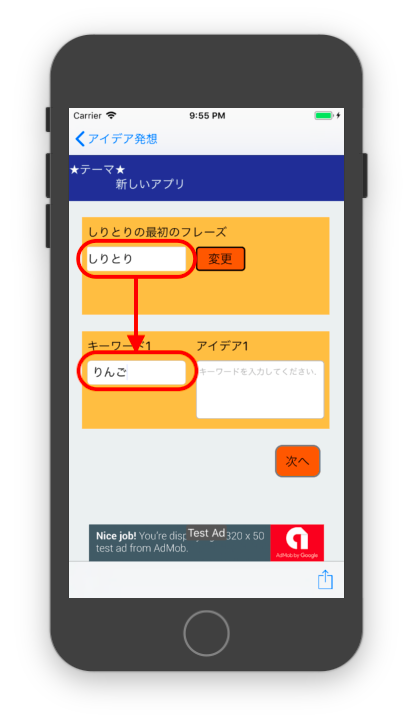 Carrier 9:55 PM
アイデア発想
★テーマ★
新しいアプリ
しりとりの最初のフレーズ
しりとり 変更
キーワード1 アイデア1
りんご キーワードを入力してください.
次へ
Nice job! You're disp Test Ad 320 x 50
test ad from AdMob.
AdMob by Google